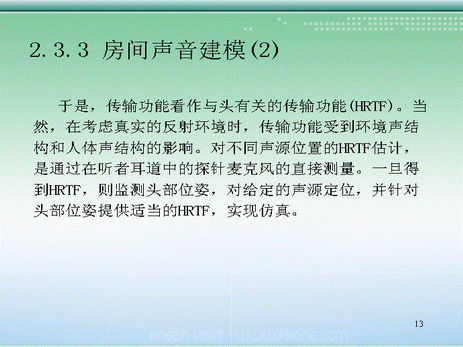 2.3.3 房间声音建模(2)
于是，传输功能看作与头有关的传输功能(HRTF)。当
然，在考虑真实的反射环境时，传输功能受到环境声结
构和人体声结构的影响。对不同声源位置的HRTF估计，
是通过在听者耳道中的探针麦克风的直接测量。一旦得
到HRTF，则监测头部位姿，对给定的声源定位，并针对
头部位姿提供适当的HRTF，实现仿真。
13